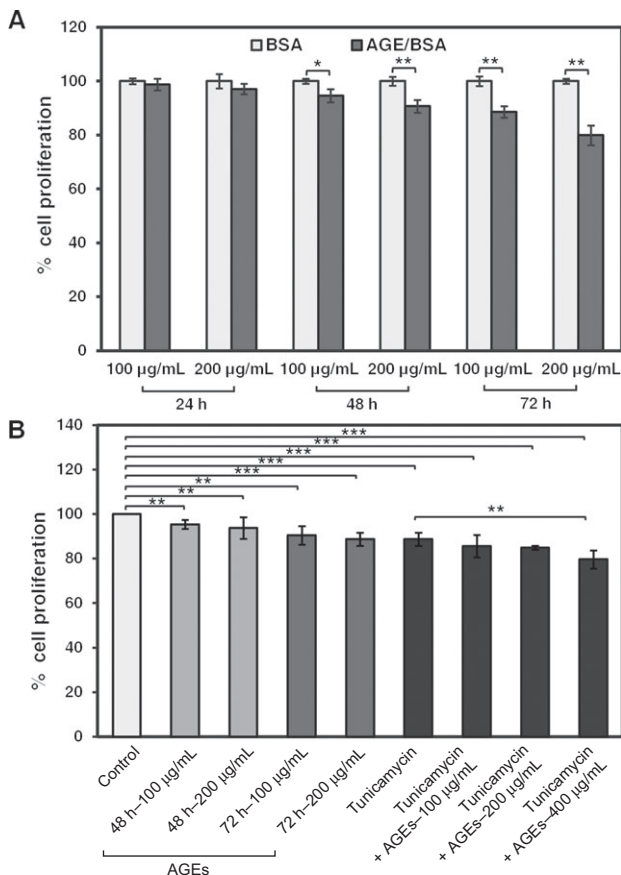 A
120
BSA
AGE/BSA
* ** ** **
100
80
60
40
20
0
% cell proliferation
100 µg/mL 200 µg/mL 100 µg/mL 200 µg/mL 100 µg/mL 200 µg/mL
24 h 48 h 72 h
B
140
120
100
80
60
40
20
0
% cell proliferation
***
***
***
***
***
**
**
**
**
Control
48 h–100 µg/mL
48 h–200 µg/mL
72 h–100 µg/mL
72 h–200 µg/mL
Tunicamycin
Tunicamycin
+ AGEs–100 µg/mL
Tunicamycin
+ AGEs–200 µg/mL
Tunicamycin
+ AGEs–400 µg/mL
AGEs